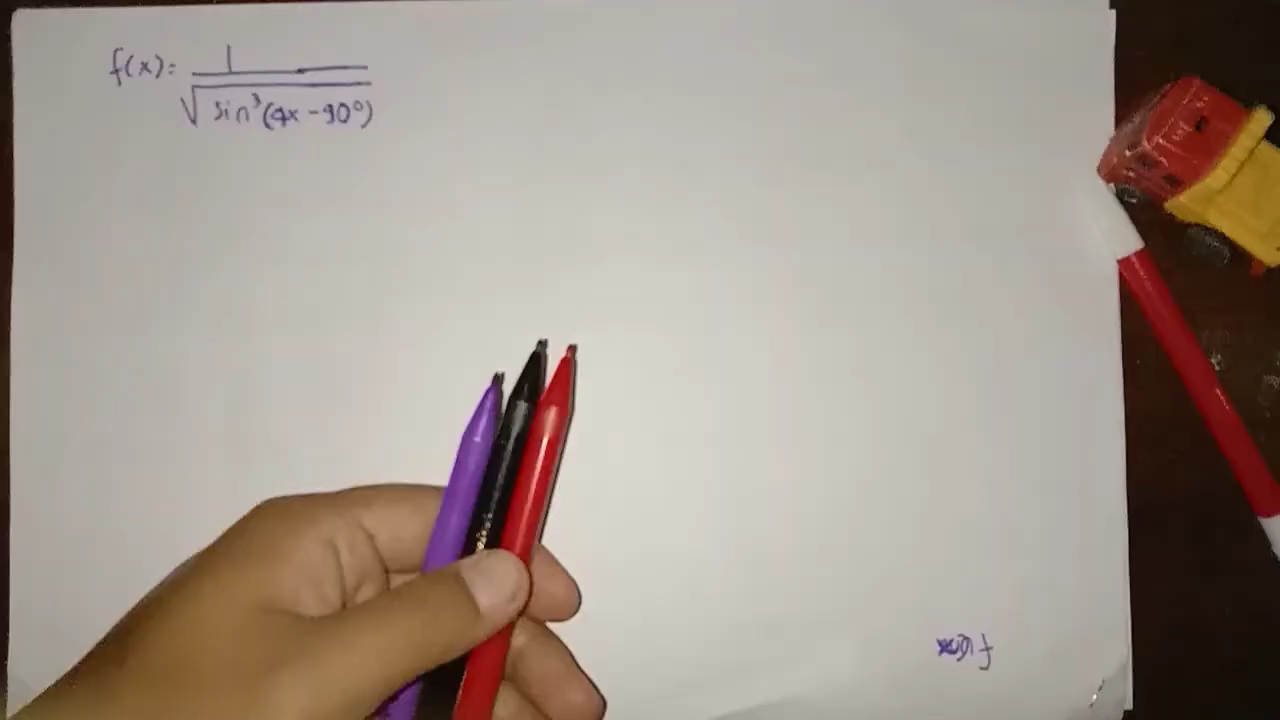 f(x) = 1 / √sin³(4x - 90°)